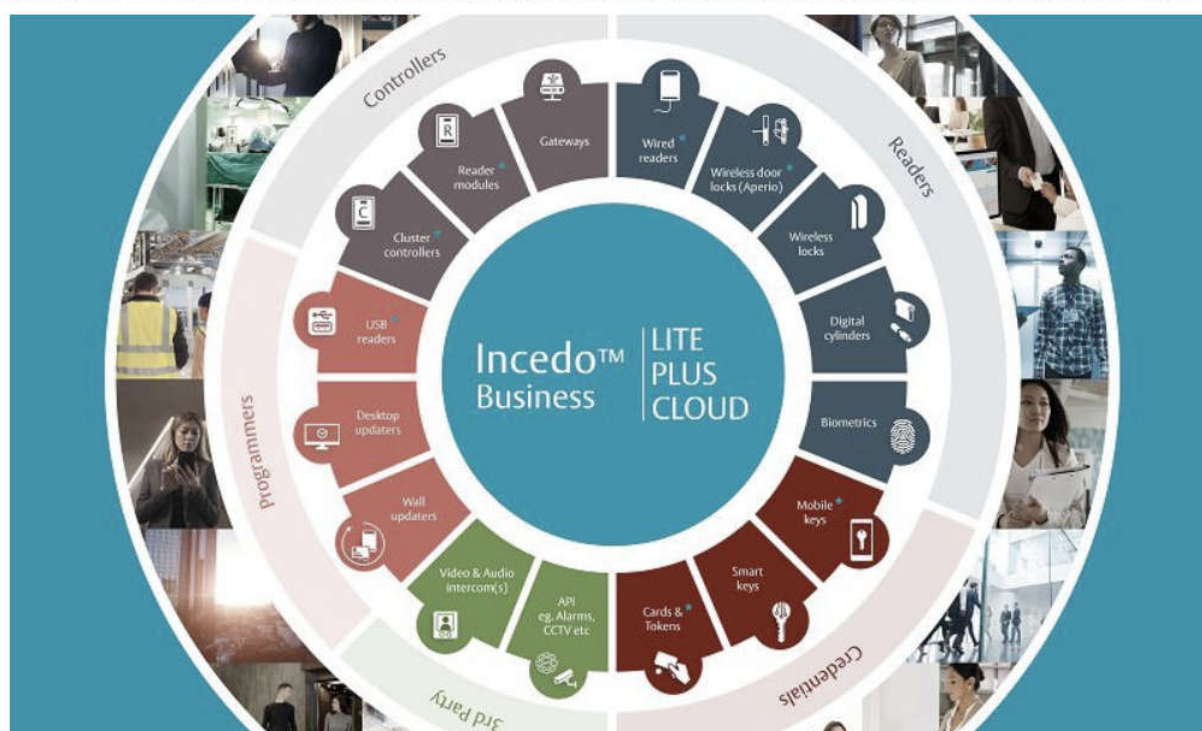 Controllers
Readers
Gateways
Reader *
modules
Cluster *
controllers
Wired *
readers
Wireless door *
locks (Aperio)
Wireless
locks
Digital
cylinders
Biometrics
Mobile *
keys
Smart
keys
Cards & *
Tokens
Credentials
API
eg. Alarms,
CCTV etc
Video & Audio
intercom(s)
3rd Party
Wall
updaters
Desktop
updaters
USB *
readers
Programmers
R
C
Incedo™
Business
LITE
PLUS
CLOUD